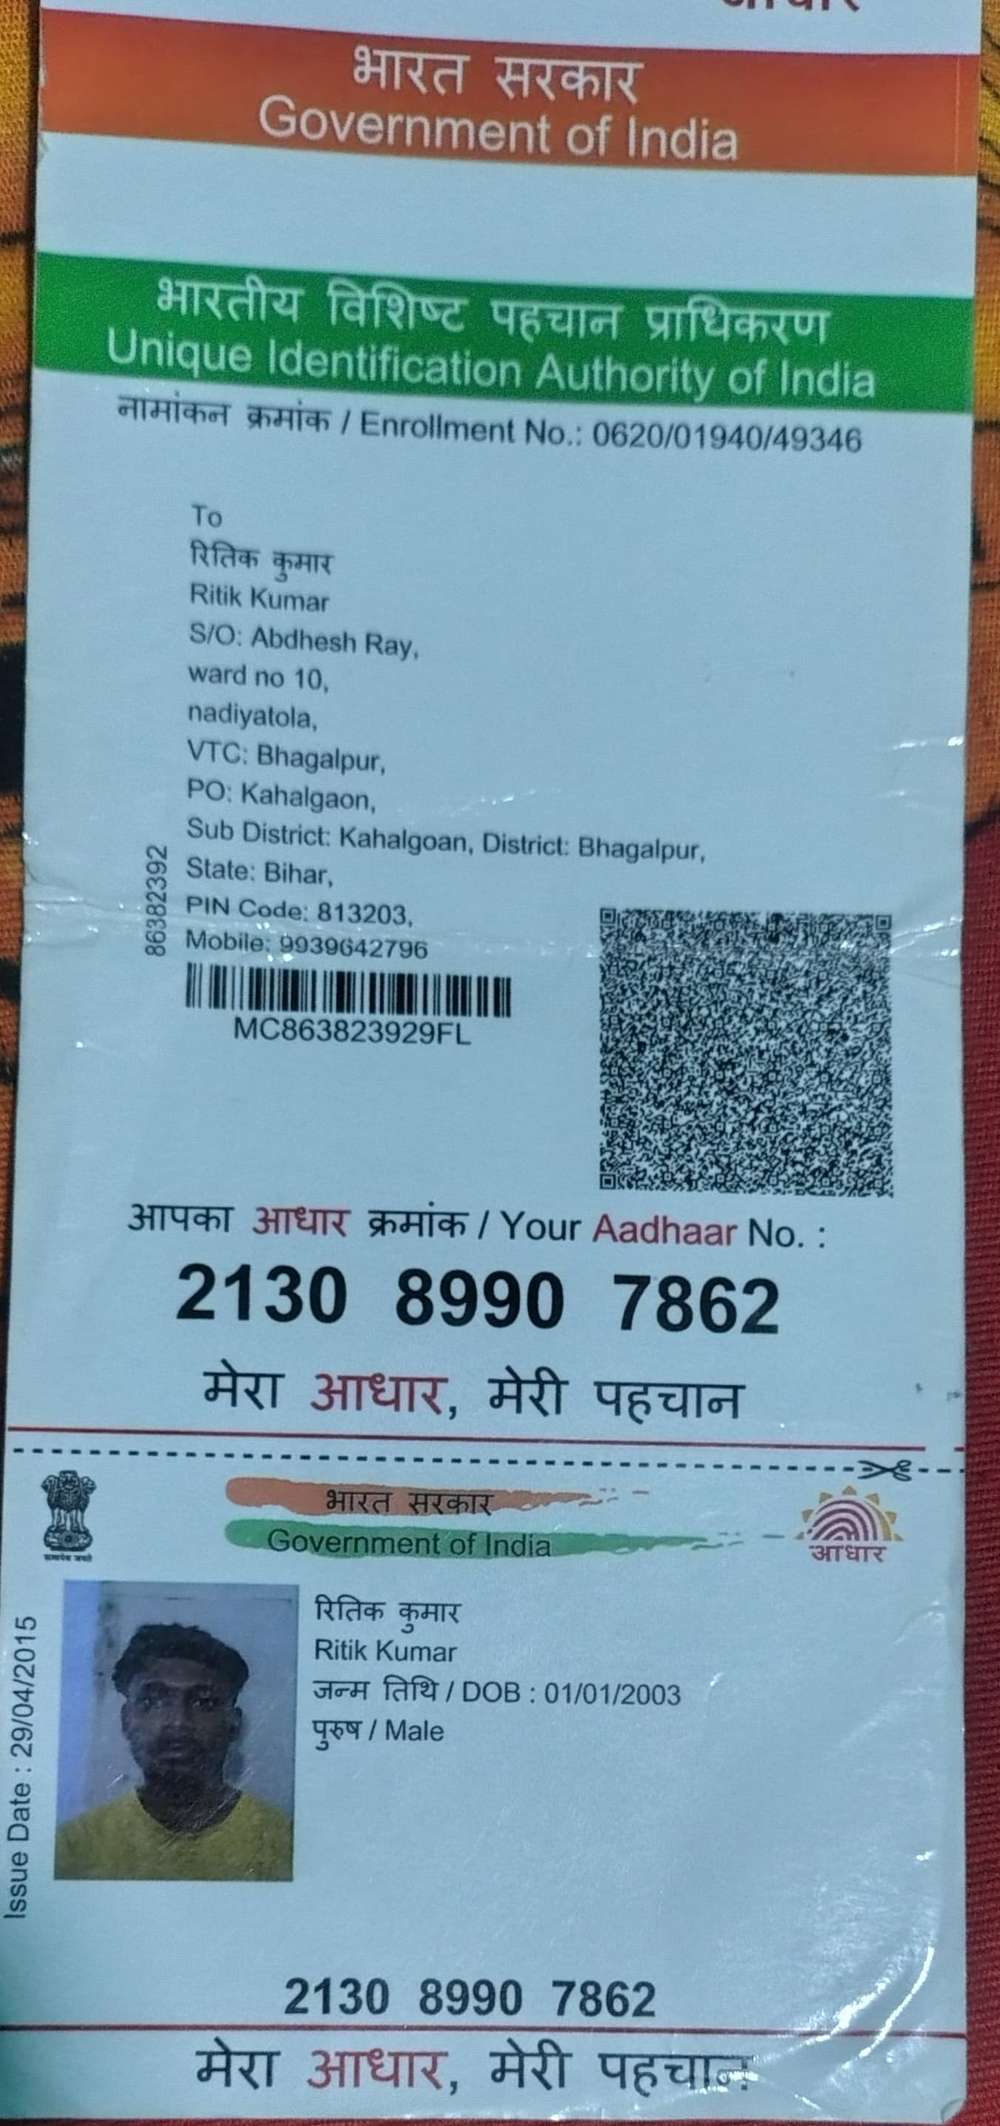 भारत सरकार
Government of India
भारतीय विशिष्ट पहचान प्राधिकरण
Unique Identification Authority of India
नामांकन क्रमांक / Enrollment No.: 0620/01940/49346
To
रितिक कुमार
Ritik Kumar
S/O: Abdhesh Ray,
ward no 10,
nadiyatola,
VTC: Bhagalpur,
PO: Kahalgaon,
Sub District: Kahalgoan, District: Bhagalpur,
State: Bihar,
PIN Code: 813203,
Mobile: 9939642796
86382392
MC863823929FL
आपका आधार क्रमांक / Your Aadhaar No. :
2130 8990 7862
मेरा आधार, मेरी पहचान
भारत सरकार
Government of India
सत्यमेव जयते
आधार
Issue Date : 29/04/2015
रितिक कुमार
Ritik Kumar
जन्म तिथि / DOB : 01/01/2003
पुरुष / Male
2130 8990 7862
मेरा आधार, मेरी पहचान